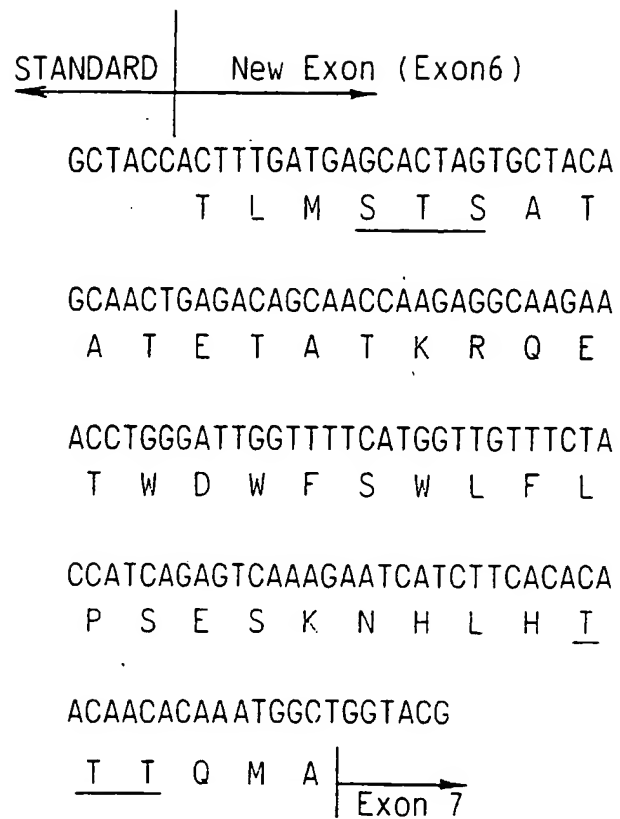 STANDARD New Exon (Exon6)
GCTACCACTTTGATGAGCACTAGTGCTACA
T L M S T S A T
GCAACTGAGACAGCAACCAAGAGGCAAGAA
A T E T A T K R Q E
ACCTGGGATTGGTTTTCATGGTTGTTTCTA
T W D W F S W L F L
CCATCAGAGTCAAAGAATCATCTTCACACA
P S E S K N H L H T
ACAACACAAATGGCTGGTACG
T T Q M A
Exon 7